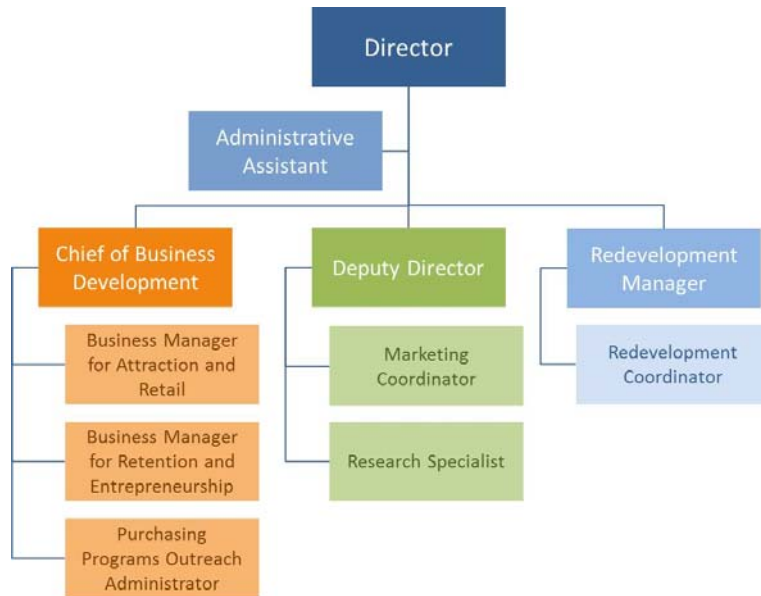 Director
Administrative
Assistant
Chief of Business
Development
Deputy Director
Redevelopment
Manager
Business Manager
for Attraction and
Retail
Marketing
Coordinator
Redevelopment
Coordinator
Business Manager
for Retention and
Entrepreneurship
Research Specialist
Purchasing
Programs Outreach
Administrator